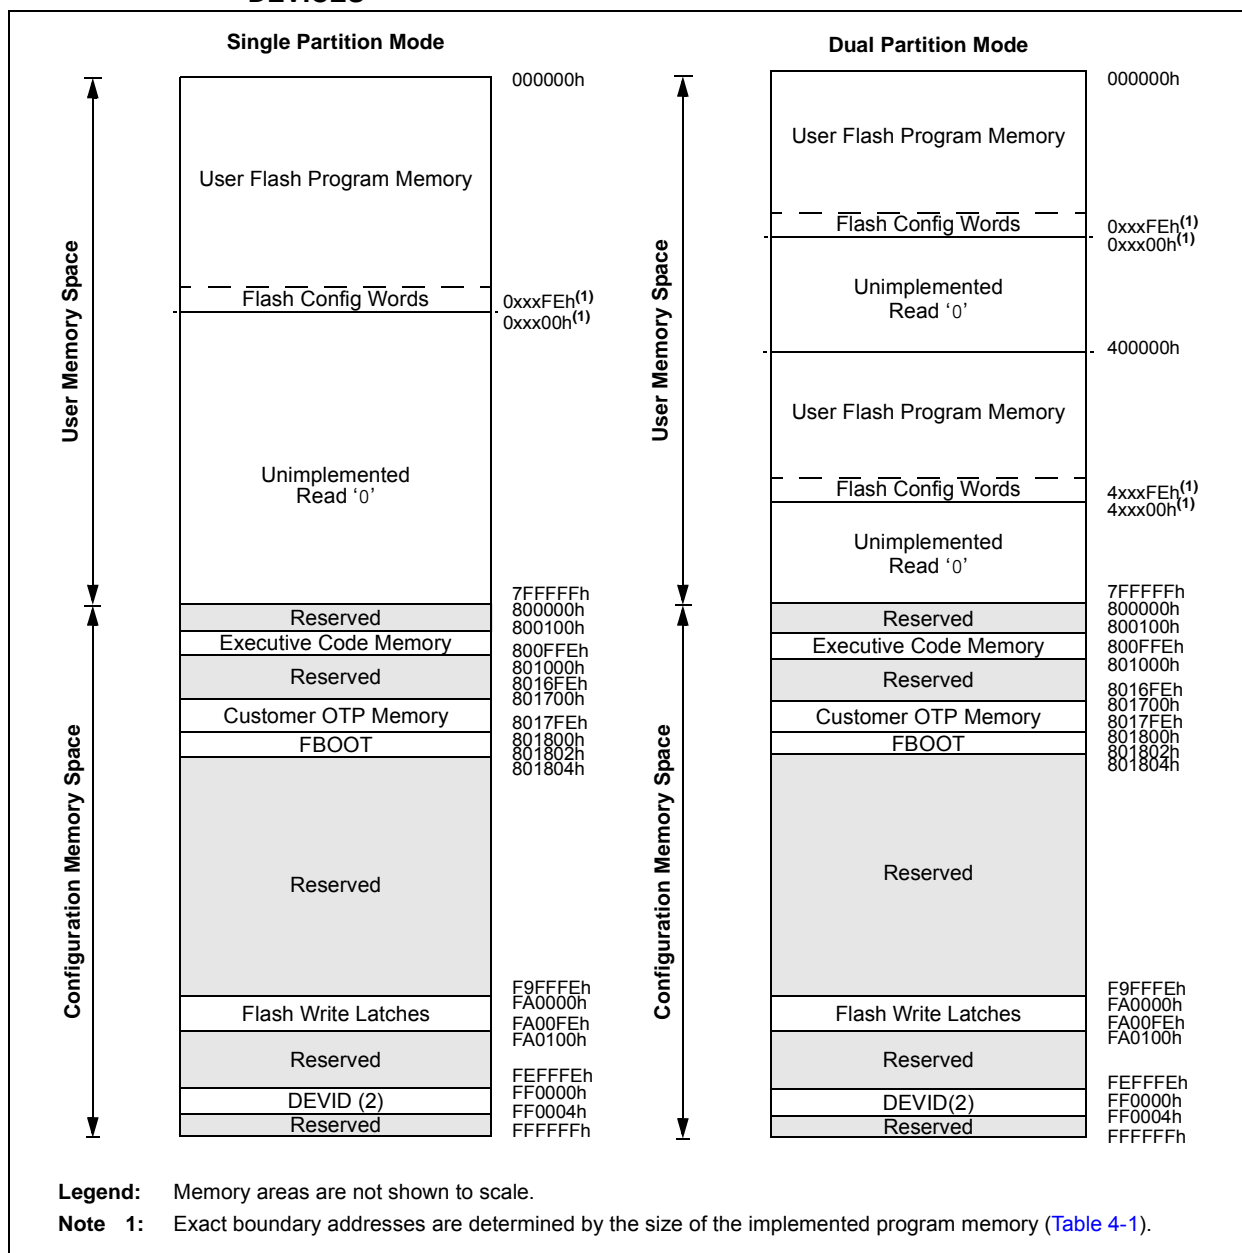 DEVICES
Single Partition Mode
000000h
User Flash Program Memory
Flash Config Words
0xxxFEh(1)
0xxx00h(1)
Unimplemented
Read ‘0’
7FFFFFh
800000h
Reserved
800100h
Executive Code Memory
800FFEh
801000h
Reserved
8016FEh
801700h
Customer OTP Memory
8017FEh
801800h
FBOOT
801802h
801804h
Reserved
F9FFFEh
FA0000h
Flash Write Latches
FA00FEh
FA0100h
Reserved
FEFFFEh
FF0000h
DEVID (2)
FF0004h
Reserved
FFFFFFh
User Memory Space
Configuration Memory Space
Dual Partition Mode
000000h
User Flash Program Memory
Flash Config Words
0xxxFEh(1)
0xxx00h(1)
Unimplemented
Read ‘0’
400000h
User Flash Program Memory
Flash Config Words
4xxxFEh(1)
4xxx00h(1)
Unimplemented
Read ‘0’
7FFFFFh
800000h
Reserved
800100h
Executive Code Memory
800FFEh
801000h
Reserved
8016FEh
801700h
Customer OTP Memory
8017FEh
801800h
FBOOT
801802h
801804h
Reserved
F9FFFEh
FA0000h
Flash Write Latches
FA00FEh
FA0100h
Reserved
FEFFFEh
FF0000h
DEVID(2)
FF0004h
Reserved
FFFFFFh
User Memory Space
Configuration Memory Space
Legend: Memory areas are not shown to scale.
Note 1: Exact boundary addresses are determined by the size of the implemented program memory (Table 4-1).